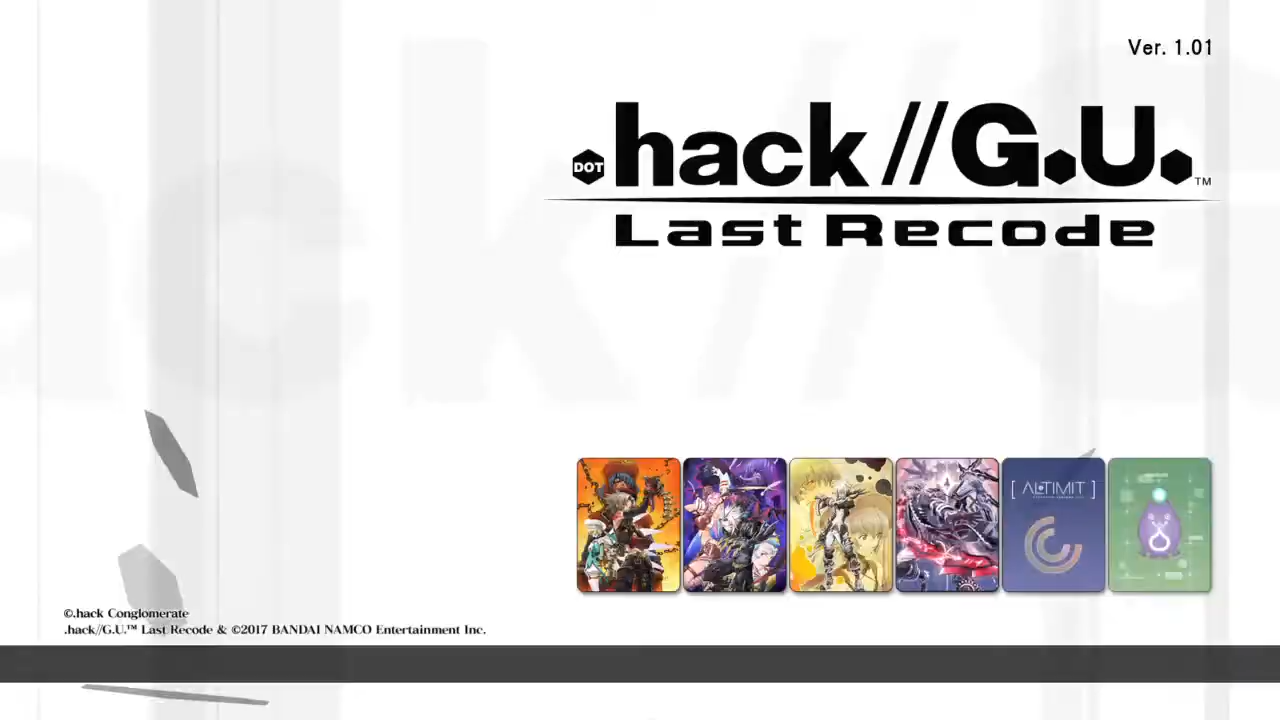 Ver. 1.01
DOT .hack//G.U. TM
Last Recode
[ ALTIMIT ]
©.hack Conglomerate
.hack//G.U.™ Last Recode & ©2017 BANDAI NAMCO Entertainment Inc.